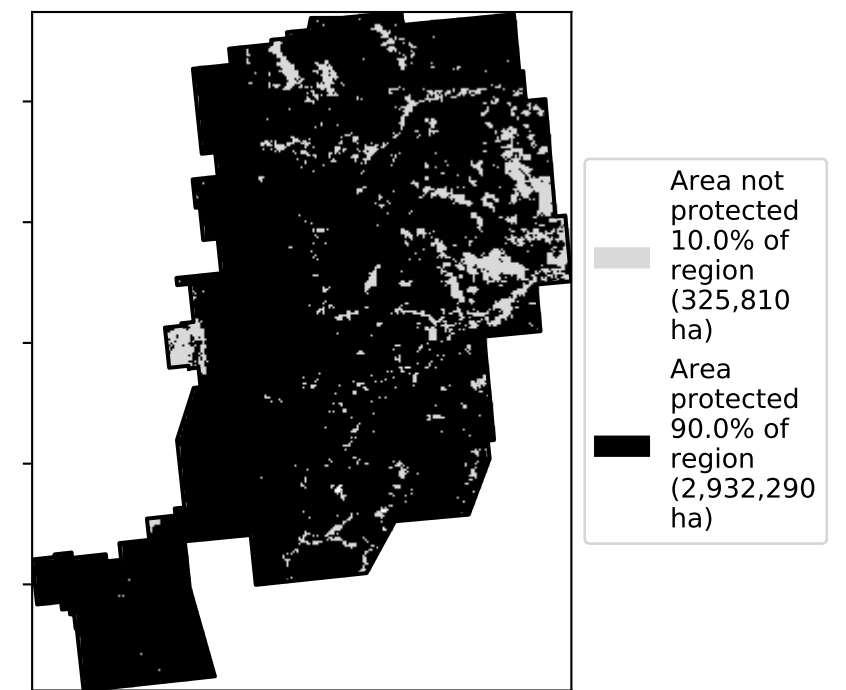 Area not
protected
10.0% of
region
(325,810
ha)
Area
protected
90.0% of
region
(2,932,290
ha)